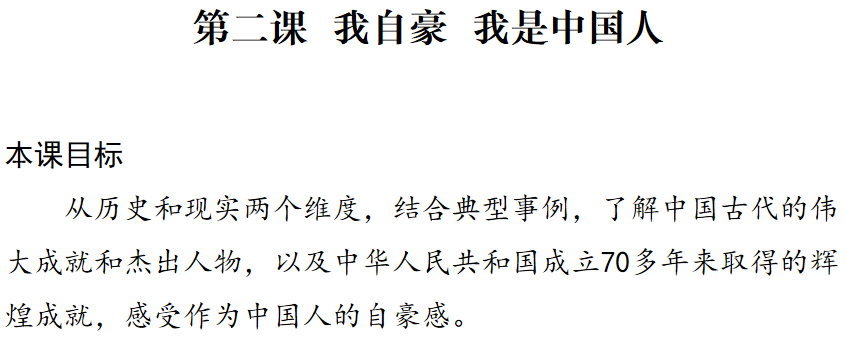 第二课 我自豪 我是中国人
本课目标
从历史和现实两个维度，结合典型事例，了解中国古代的伟
大成就和杰出人物，以及中华人民共和国成立70多年来取得的辉
煌成就，感受作为中国人的自豪感。